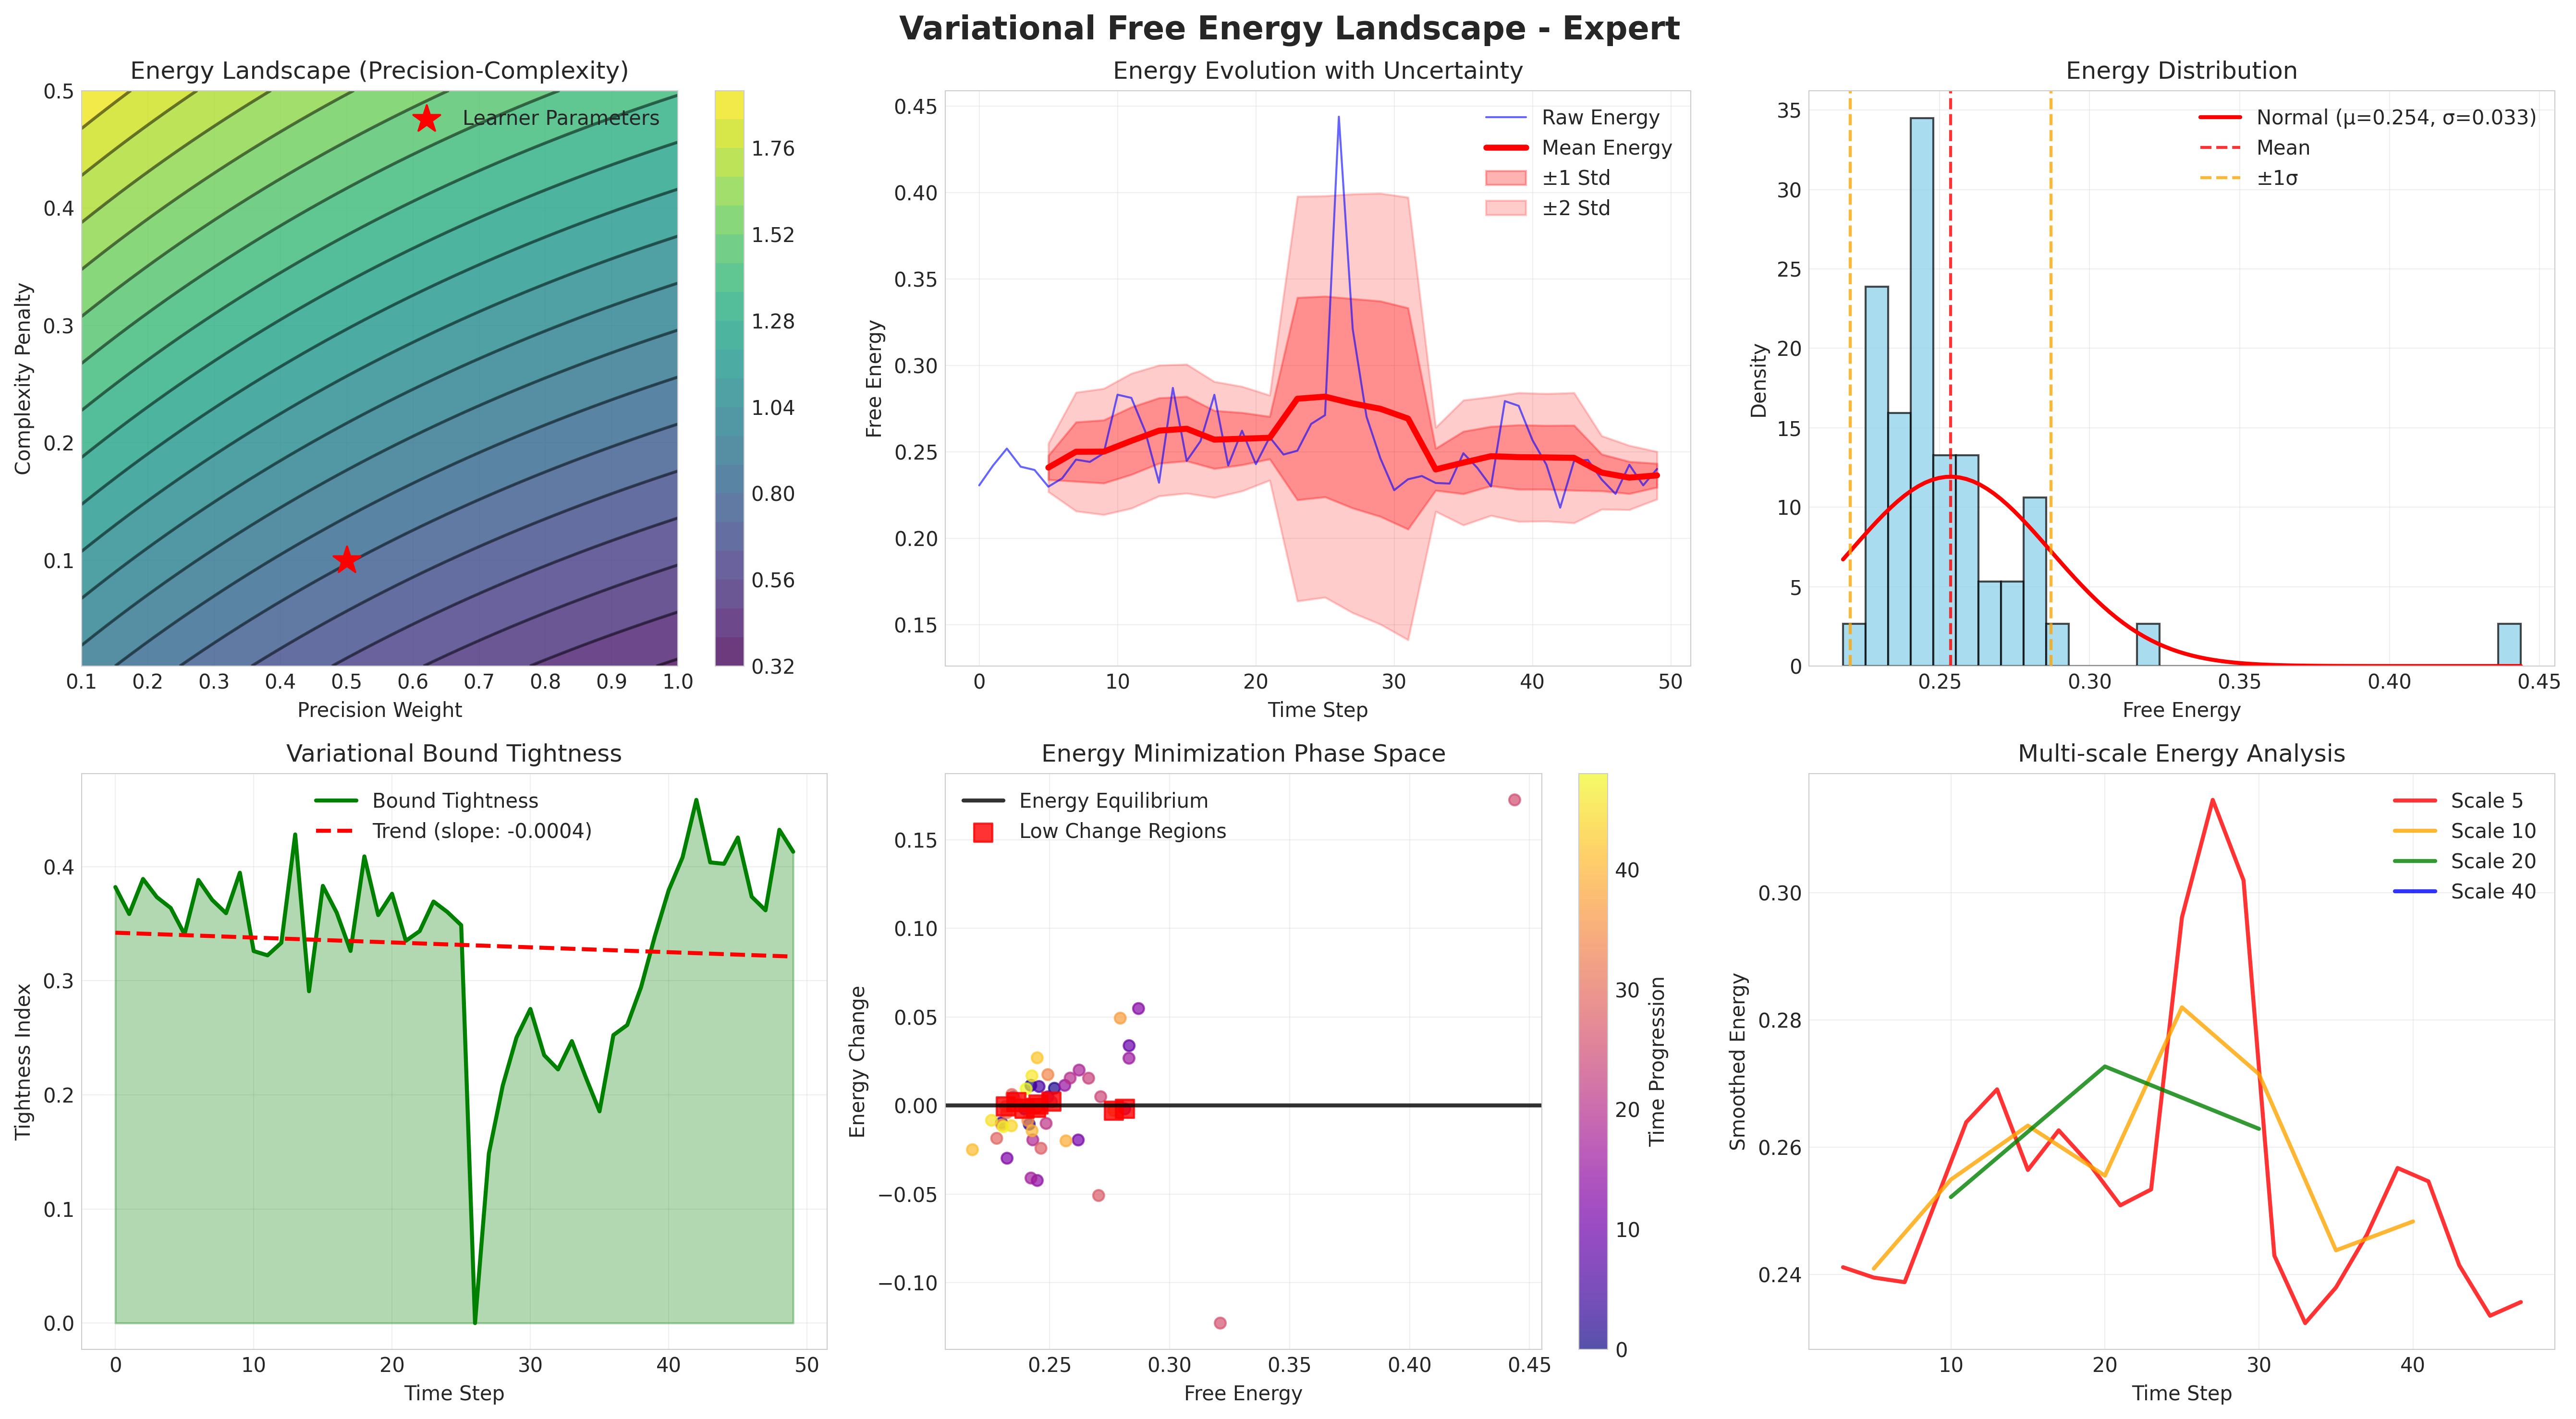 Variational Free Energy Landscape - Expert
Energy Landscape (Precision-Complexity)
Complexity Penalty
0.5
0.4
0.3
0.2
0.1
Learner Parameters
0.1 0.2 0.3 0.4 0.5 0.6 0.7 0.8 0.9 1.0
Precision Weight
1.76
1.52
1.28
1.04
0.80
0.56
0.32
Energy Evolution with Uncertainty
Free Energy
0.45
0.40
0.35
0.30
0.25
0.20
0.15
Raw Energy
Mean Energy
±1 Std
±2 Std
0 10 20 30 40 50
Time Step
Energy Distribution
Density
35
30
25
20
15
10
5
0
Normal (μ=0.254, σ=0.033)
Mean
±1σ
0.25 0.30 0.35 0.40 0.45
Free Energy
Variational Bound Tightness
Tightness Index
0.4
0.3
0.2
0.1
0.0
Bound Tightness
Trend (slope: -0.0004)
0 10 20 30 40 50
Time Step
Energy Minimization Phase Space
Energy Change
0.15
0.10
0.05
0.00
−0.05
−0.10
Energy Equilibrium
Low Change Regions
0.25 0.30 0.35 0.40 0.45
Free Energy
40
30
20
10
0
Time Progression
Multi-scale Energy Analysis
Smoothed Energy
0.30
0.28
0.26
0.24
Scale 5
Scale 10
Scale 20
Scale 40
10 20 30 40
Time Step